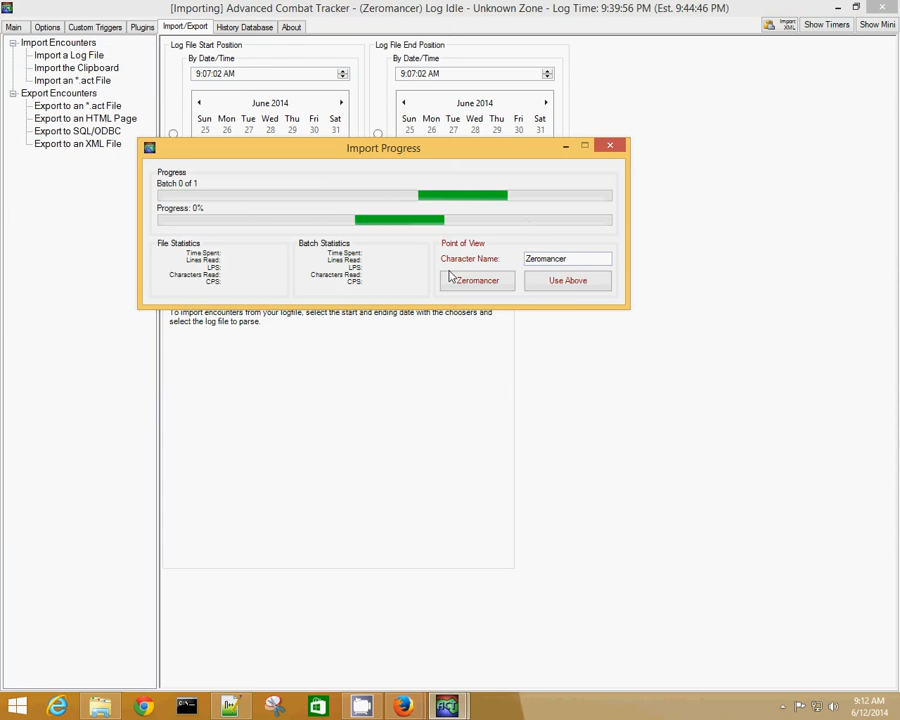 [Importing] Advanced Combat Tracker - (Zeromancer) Log Idle - Unknown Zone - Log Time: 9:39:56 PM (Est. 9:44:46 PM)
Main Options Custom Triggers Plugins Import/Export History Database About Import XML Show Timers Show Mini
Import Encounters
Import a Log File
Import the Clipboard
Import an *.act File
Export Encounters
Export to an *.act File
Export to an HTML Page
Export to SQL/ODBC
Export to an XML File
Log File Start Position
By Date/Time
9:07:02 AM
June 2014
Sun Mon Tue Wed Thu Fri Sat
25 26 27 28 29 30 31
Log File End Position
By Date/Time
9:07:02 AM
June 2014
Sun Mon Tue Wed Thu Fri Sat
25 26 27 28 29 30 31
Import Progress
Progress
Batch 0 of 1
Progress: 0%
File Statistics
Time Spent:
Lines Read:
LPS:
Characters Read:
CPS:
Batch Statistics
Time Spent:
Lines Read:
LPS:
Characters Read:
CPS:
Point of View
Character Name: Zeromancer
Zeromancer Use Above
To import encounters from your logfile, select the start and ending date with the choosers and
select the log file to parse.
ACT
9:12 AM
6/12/2014